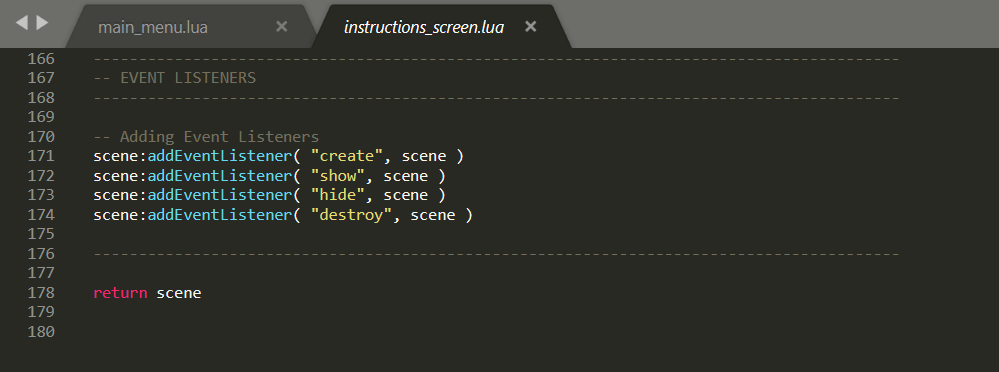 main_menu.lua × instructions_screen.lua ×
166 ------------------------------------------------------------------------------------------
167 -- EVENT LISTENERS
168 ------------------------------------------------------------------------------------------
169
170 -- Adding Event Listeners
171 scene:addEventListener( "create", scene )
172 scene:addEventListener( "show", scene )
173 scene:addEventListener( "hide", scene )
174 scene:addEventListener( "destroy", scene )
175
176 ------------------------------------------------------------------------------------------
177
178 return scene
179
180